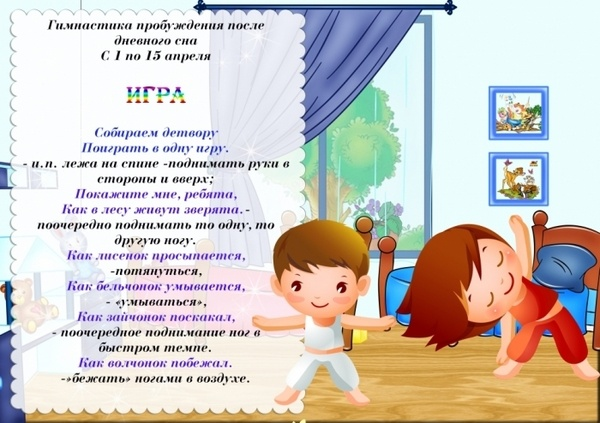 Гимнастика пробуждения после
дневного сна
С 1 по 15 апреля
ИГРА
Собираем детвору
Поиграть в одну игру.
- и.п. лежа на спине -поднимать руки в
стороны и вверх;
Покажите мне, ребята,
Как в лесу живут зверята. -
поочередно поднимать то одну, то
другую ногу.
Как лисенок просыпается,
-потянуться,
Как бельчонок умывается,
- «умываться»,
Как зайчонок поскакал,
- поочередное поднимание ног в
быстром темпе.
Как волчонок побежал.
-»бежать» ногами в воздухе.